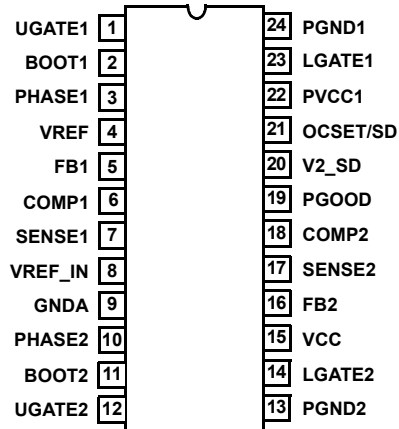 UGATE1 1 24 PGND1
BOOT1 2 23 LGATE1
PHASE1 3 22 PVCC1
VREF 4 21 OCSET/SD
FB1 5 20 V2_SD
COMP1 6 19 PGOOD
SENSE1 7 18 COMP2
VREF_IN 8 17 SENSE2
GNDA 9 16 FB2
PHASE2 10 15 VCC
BOOT2 11 14 LGATE2
UGATE2 12 13 PGND2